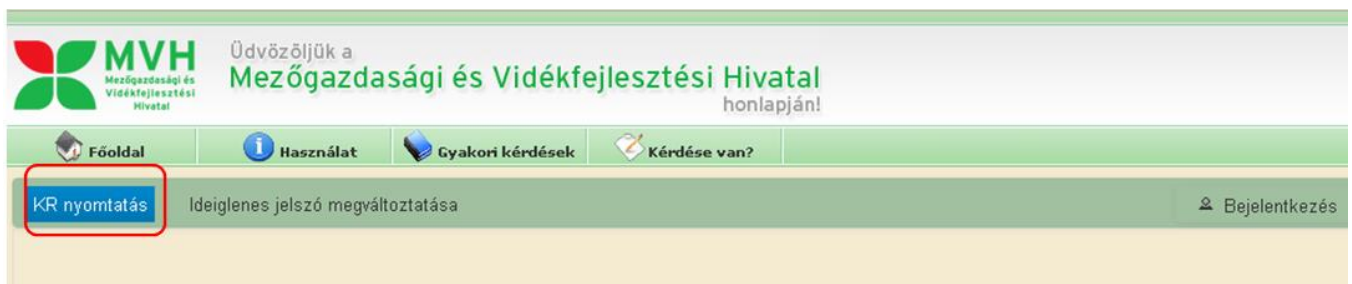 MVH
Mezőgazdasági és
Vidékfejlesztési
Hivatal
Üdvözöljük a
Mezőgazdasági és Vidékfejlesztési Hivatal
honlapján!
Főoldal
Használat
Gyakori kérdések
Kérdése van?
KR nyomtatás
Ideiglenes jelszó megváltoztatása
Bejelentkezés